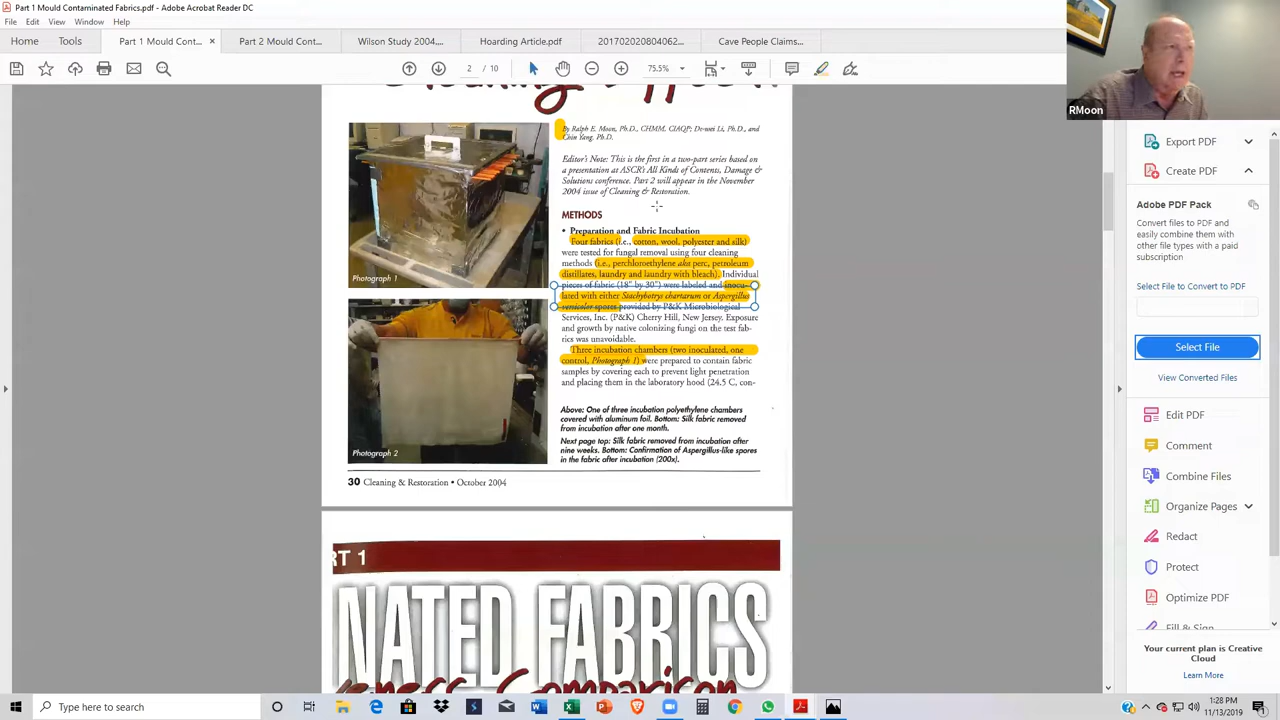 Part 1 Mould Contaminated Fabrics.pdf - Adobe Acrobat Reader DC
File Edit View Window Help
Home Tools Part 1 Mould Cont... × Part 2 Mould Cont... Wilson Study 2004.... Hoarding Article.pdf 201702020804062... Cave People Claims...
2 / 10 75.5%
RMoon
By Ralph E. Moon, Ph.D., CHMM, CIAQP; De-wei Li, Ph.D., and
Chin Yang, Ph.D.
Editor's Note: This is the first in a two-part series based on
a presentation at ASCR's All Kinds of Contents, Damage &
Solutions conference. Part 2 will appear in the November
2004 issue of Cleaning & Restoration.
METHODS
• Preparation and Fabric Incubation
Four fabrics (i.e., cotton, wool, polyester and silk)
were tested for fungal removal using four cleaning
methods (i.e., perchloroethylene aka perc, petroleum
distillates, laundry and laundry with bleach). Individual
pieces of fabric (18" by 30") were labeled and inocu-
lated with either Stachybotrys chartarum or Aspergillus
versicolor spores provided by P&K Microbiological
Services, Inc. (P&K) Cherry Hill, New Jersey. Exposure
and growth by native colonizing fungi on the test fab-
rics was unavoidable.
Three incubation chambers (two inoculated, one
control, Photograph 1) were prepared to contain fabric
samples by covering each to prevent light penetration
and placing them in the laboratory hood (24.5 C, con-
Photograph 1
Photograph 2
Above: One of three incubation polyethylene chambers
covered with aluminum foil. Bottom: Silk fabric removed
from incubation after one month.
Next page top: Silk fabric removed from incubation after
nine weeks. Bottom: Confirmation of Aspergillus-like spores
in the fabric after incubation (200x).
30 Cleaning & Restoration • October 2004
RT 1
NATED FABRICS
Comparison
Export PDF
Create PDF
Adobe PDF Pack
Convert files to PDF and
easily combine them with
other file types with a paid
subscription.
Select File to Convert to PDF
Select File
View Converted Files
Edit PDF
Comment
Combine Files
Organize Pages
Redact
Protect
Optimize PDF
Fill & Sign
Your current plan is Creative
Cloud
Learn More
Type here to search
1:28 PM
11/13/2019